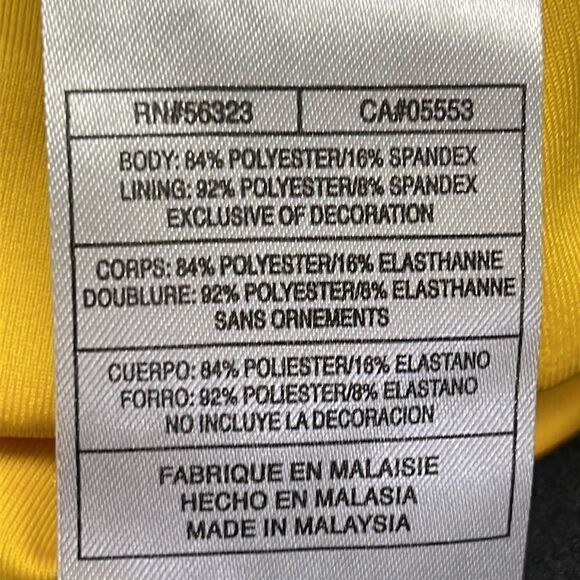 RN#56323 CA#05553
BODY: 84% POLYESTER/16% SPANDEX
LINING: 92% POLYESTER/8% SPANDEX
EXCLUSIVE OF DECORATION
CORPS: 84% POLYESTER/16% ELASTHANNE
DOUBLURE: 92% POLYESTER/8% ELASTHANNE
SANS ORNEMENTS
CUERPO: 84% POLIESTER/16% ELASTANO
FORRO: 92% POLIESTER/8% ELASTANO
NO INCLUYE LA DECORACION
FABRIQUE EN MALAISIE
HECHO EN MALASIA
MADE IN MALAYSIA